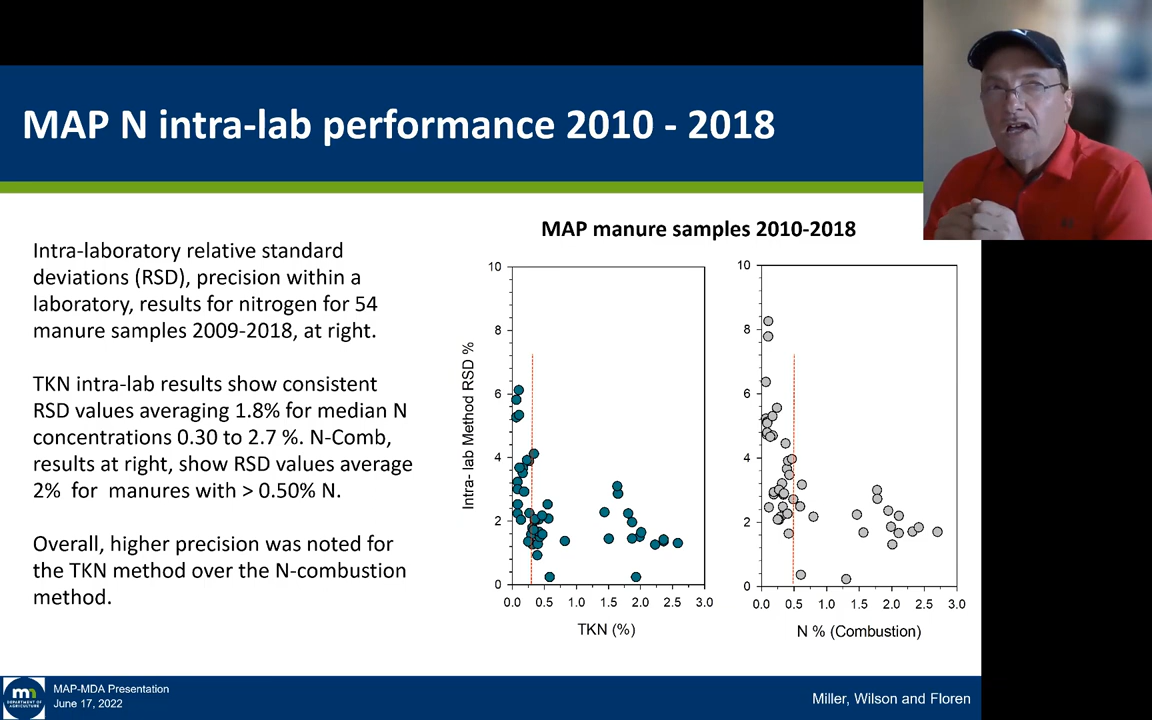 MAP N intra-lab performance 2010 - 2018
Intra-laboratory relative standard
deviations (RSD), precision within a
laboratory, results for nitrogen for 54
manure samples 2009-2018, at right.
TKN intra-lab results show consistent
RSD values averaging 1.8% for median N
concentrations 0.30 to 2.7 %. N-Comb,
results at right, show RSD values average
2% for manures with > 0.50% N.
Overall, higher precision was noted for
the TKN method over the N-combustion
method.
MAP manure samples 2010-2018
Intra- lab Method RSD %
10
8
6
4
2
0
0.0 0.5 1.0 1.5 2.0 2.5 3.0
TKN (%)
10
8
6
4
2
0
0.0 0.5 1.0 1.5 2.0 2.5 3.0
N % (Combustion)
mn
DEPARTMENT OF
AGRICULTURE
MAP-MDA Presentation
June 17, 2022
Miller, Wilson and Floren